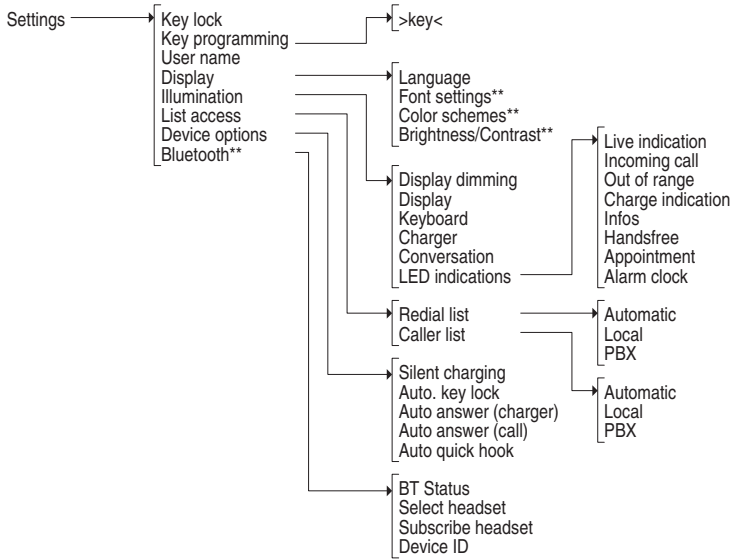 Settings
Key lock
Key programming
User name
Display
Illumination
List access
Device options
Bluetooth**
>key<
Language
Font settings**
Color schemes**
Brightness/Contrast**
Display dimming
Display
Keyboard
Charger
Conversation
LED indications
Live indication
Incoming call
Out of range
Charge indication
Infos
Handsfree
Appointment
Alarm clock
Redial list
Caller list
Automatic
Local
PBX
Automatic
Local
PBX
Silent charging
Auto. key lock
Auto answer (charger)
Auto answer (call)
Auto quick hook
BT Status
Select headset
Subscribe headset
Device ID